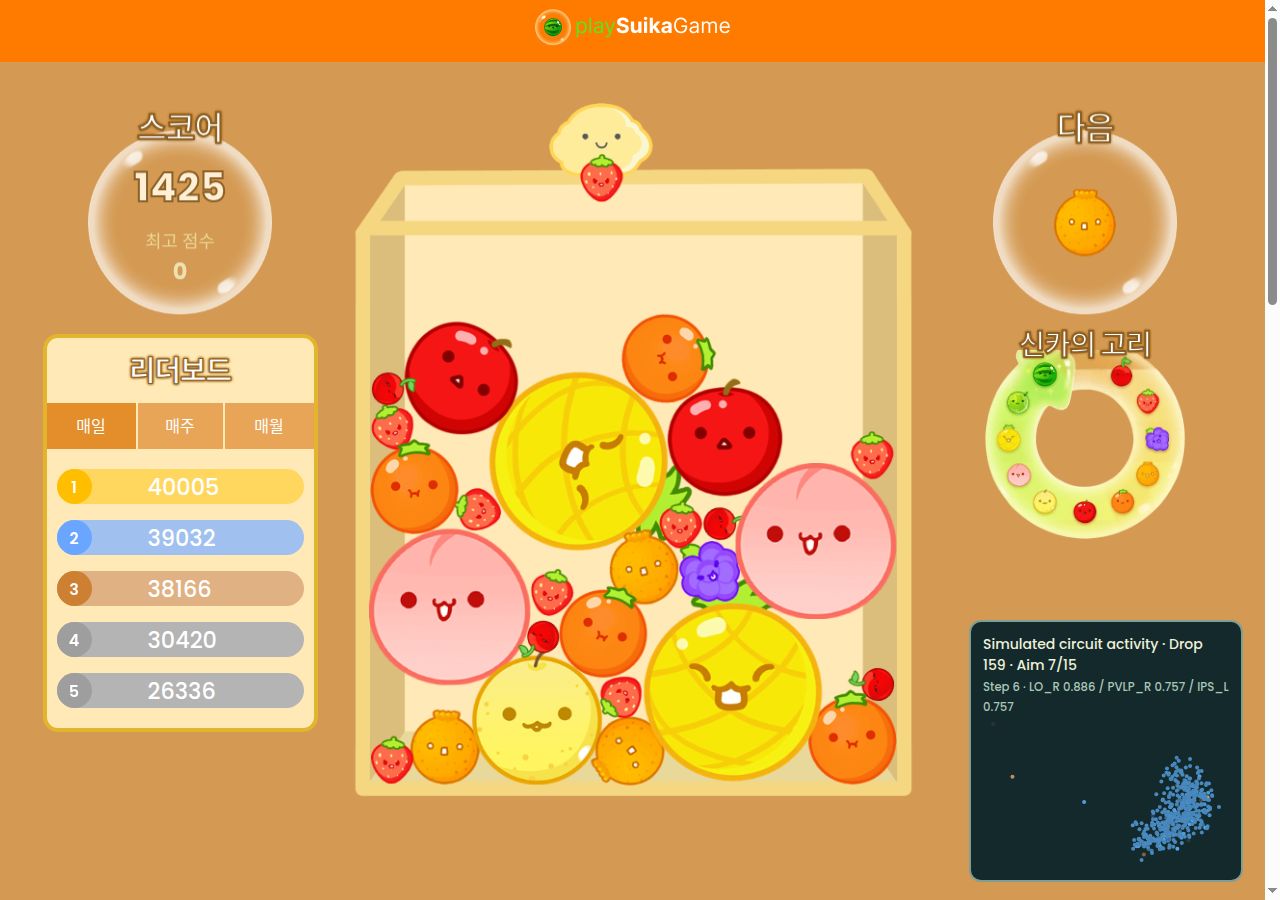 playSuikaGame
스코어
1425
최고 점수
0
리더보드
매일 매주 매월
1 40005
2 39032
3 38166
4 30420
5 26336
다음
신카의 고리
Simulated circuit activity · Drop
159 · Aim 7/15
Step 6 · LO_R 0.886 / PVLP_R 0.757 / IPS_L
0.757